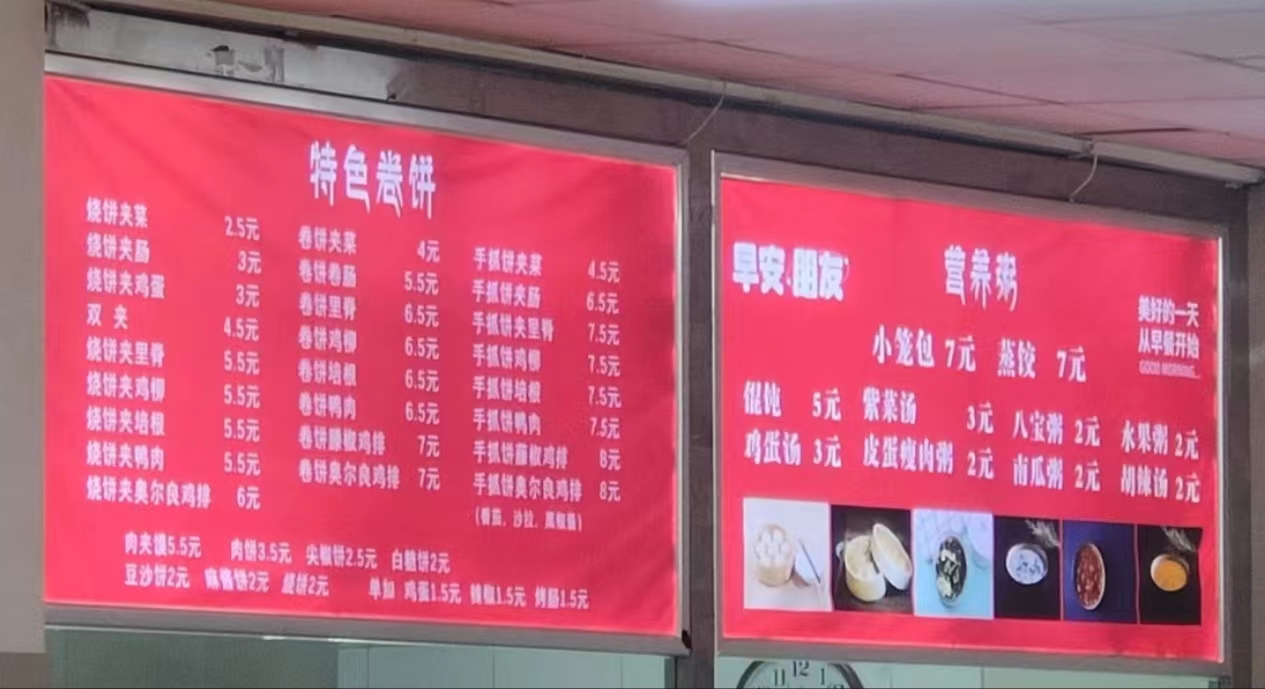 特色卷饼
烧饼夹菜 2.5元
烧饼夹肠 3元
烧饼夹鸡蛋 3元
双 夹 4.5元
烧饼夹里脊 5.5元
烧饼夹鸡柳 5.5元
烧饼夹培根 5.5元
烧饼夹鸭肉 5.5元
烧饼夹奥尔良鸡排 6元
卷饼夹菜 4元
卷饼卷肠 5.5元
卷饼里脊 6.5元
卷饼鸡柳 6.5元
卷饼培根 6.5元
卷饼鸭肉 6.5元
卷饼藤椒鸡排 7元
卷饼奥尔良鸡排 7元
手抓饼夹菜 4.5元
手抓饼夹肠 6.5元
手抓饼夹里脊 7.5元
手抓饼鸡柳 7.5元
手抓饼培根 7.5元
手抓饼鸭肉 7.5元
手抓饼藤椒鸡排 8元
手抓饼奥尔良鸡排 8元
(番茄、沙拉、黑椒酱)
肉夹馍5.5元 肉饼3.5元 尖椒饼2.5元 白糖饼2元
豆沙饼2元 麻酱饼2元 烧饼2元 单加 鸡蛋1.5元 辣椒1.5元 烤肠1.5元
早安.朋友
营养粥
美好的一天
从早餐开始
GOOD MORNING...
小笼包 7元 蒸饺 7元
馄饨 5元 紫菜汤 3元 八宝粥 2元 水果粥 2元
鸡蛋汤 3元 皮蛋瘦肉粥 2元 南瓜粥 2元 胡辣汤 2元
11 12 1